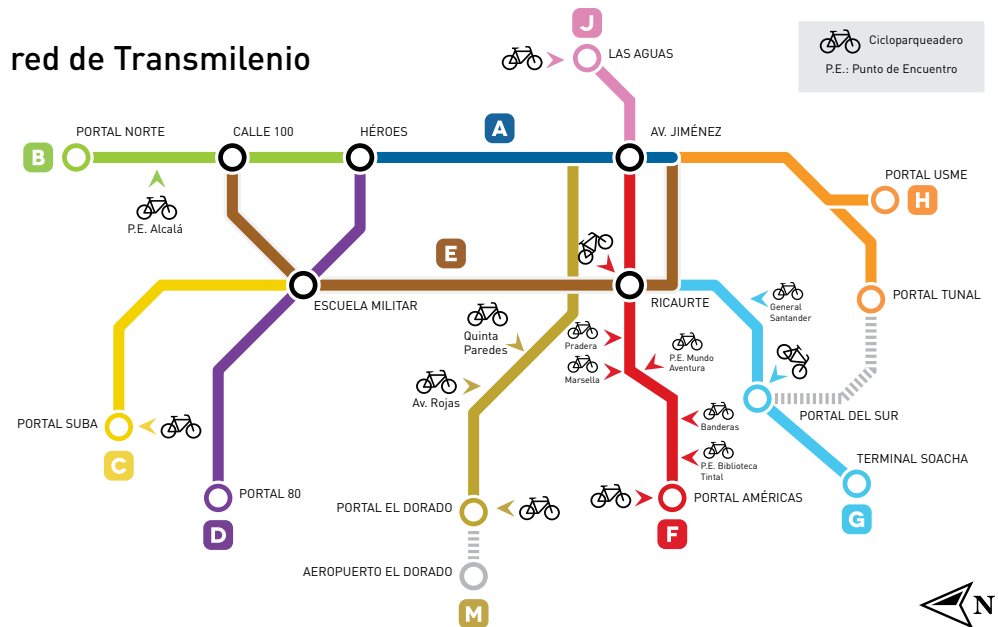 red de Transmilenio
J
LAS AGUAS
Cicloparqueadero
P.E.: Punto de Encuentro
PORTAL NORTE
CALLE 100
HÉROES
A
AV. JIMÉNEZ
B
PORTAL USME
H
P.E. Alcalá
E
ESCUELA MILITAR
RICAURTE
PORTAL TUNAL
General
Santander
Quinta
Paredes
Pradera
P.E. Mundo
Aventura
Marsella
Av. Rojas
PORTAL SUBA
C
Banderas
PORTAL DEL SUR
P.E. Biblioteca
Tintal
TERMINAL SOACHA
G
PORTAL 80
D
PORTAL EL DORADO
PORTAL AMÉRICAS
F
AEROPUERTO EL DORADO
M
N